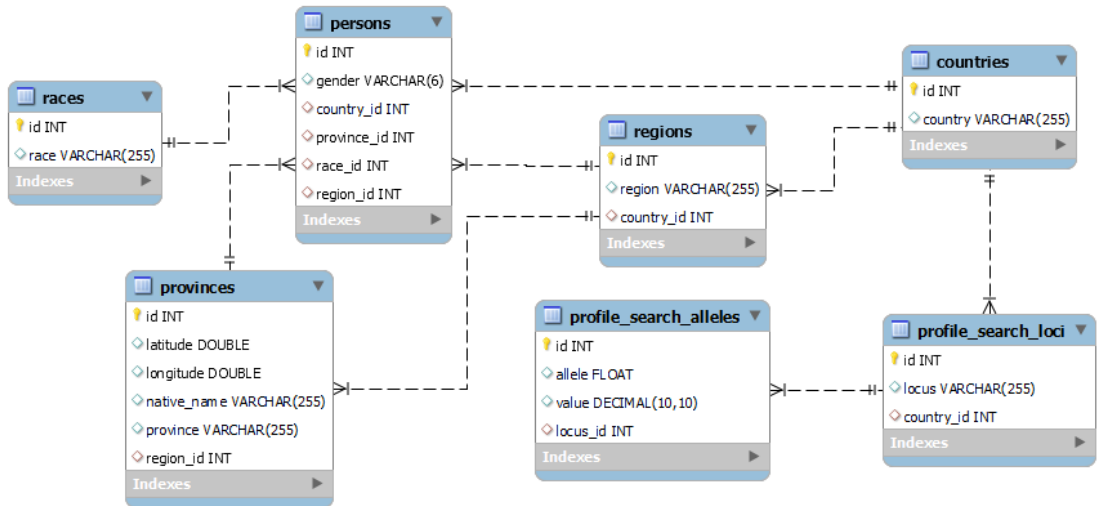 persons
id INT
gender VARCHAR(6)
country_id INT
province_id INT
race_id INT
region_id INT
Indexes
races
id INT
race VARCHAR(255)
Indexes
countries
id INT
country VARCHAR(255)
Indexes
regions
id INT
region VARCHAR(255)
country_id INT
Indexes
provinces
id INT
latitude DOUBLE
longitude DOUBLE
native_name VARCHAR(255)
province VARCHAR(255)
region_id INT
Indexes
profile_search_alleles
id INT
allele FLOAT
value DECIMAL(10,10)
locus_id INT
Indexes
profile_search_loci
id INT
locus VARCHAR(255)
country_id INT
Indexes